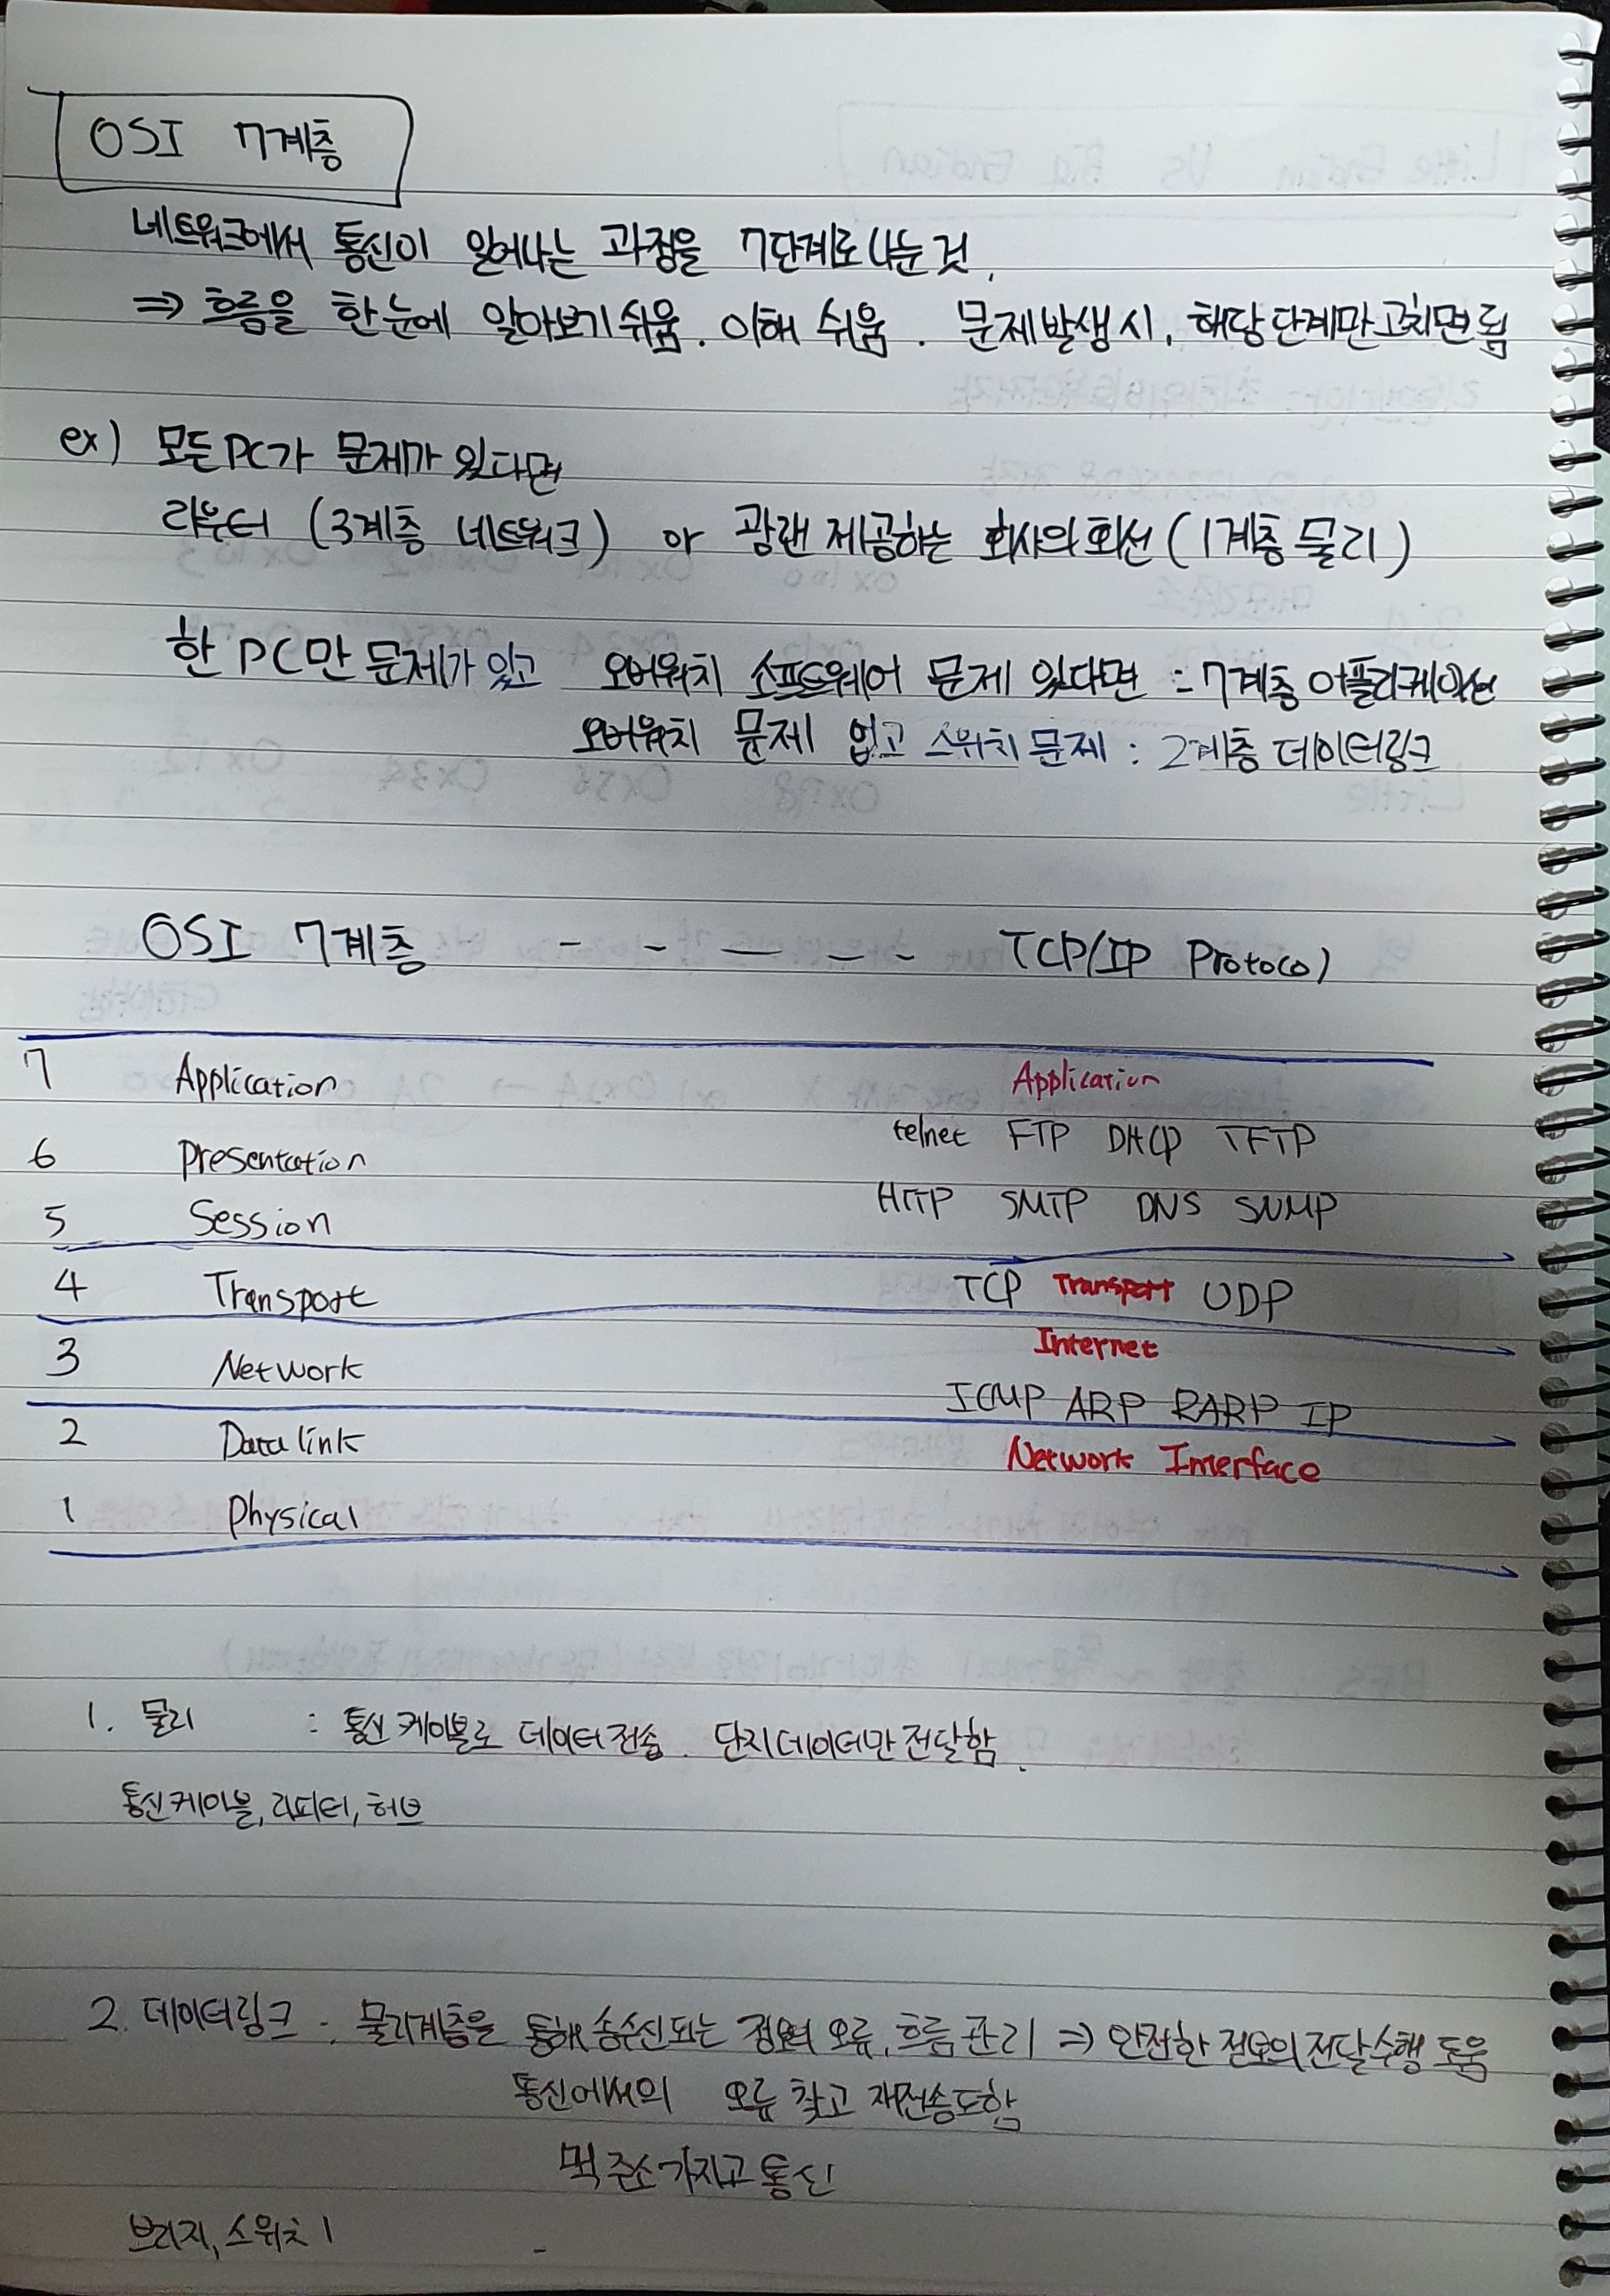 OSI 7계층
네트워크에서 통신이 일어나는 과정을 7단계로 나눈 것.
⇒ 흐름을 한눈에 알아보기 쉬움. 이해 쉬움. 문제발생시, 해당단계만 고치면 됨
ex) 모든 PC가 문제가 있다면
라우터 (3계층 네트워크) or 광랜 제공하는 회사의 회선 (1계층 물리)
한 PC만 문제가 있고 오버워치 소프트웨어 문제 있다면 : 7계층 어플리케이션
오버워치 문제 없고 스위치 문제 : 2계층 데이터링크
OSI 7계층 - - - - - TCP/IP Protocol
7 Application Application
telnet FTP DHCP TFTP
6 Presentation
HTTP SMTP DNS SNMP
5 Session
4 Transport TCP Transport UDP
Internet
3 Network
ICMP ARP RARP IP
2 Data link Network Interface
1 Physical
1. 물리 : 통신 케이블로 데이터 전송. 단지 데이터만 전달함.
통신케이블, 리피터, 허브
2. 데이터링크 : 물리계층을 통해 송수신되는 정보의 오류, 흐름 관리 ⇒ 안전한 정보의 전달 수행 도움
통신에서의 오류 찾고 재전송도함
맥주소 가지고 통신
브리지, 스위치